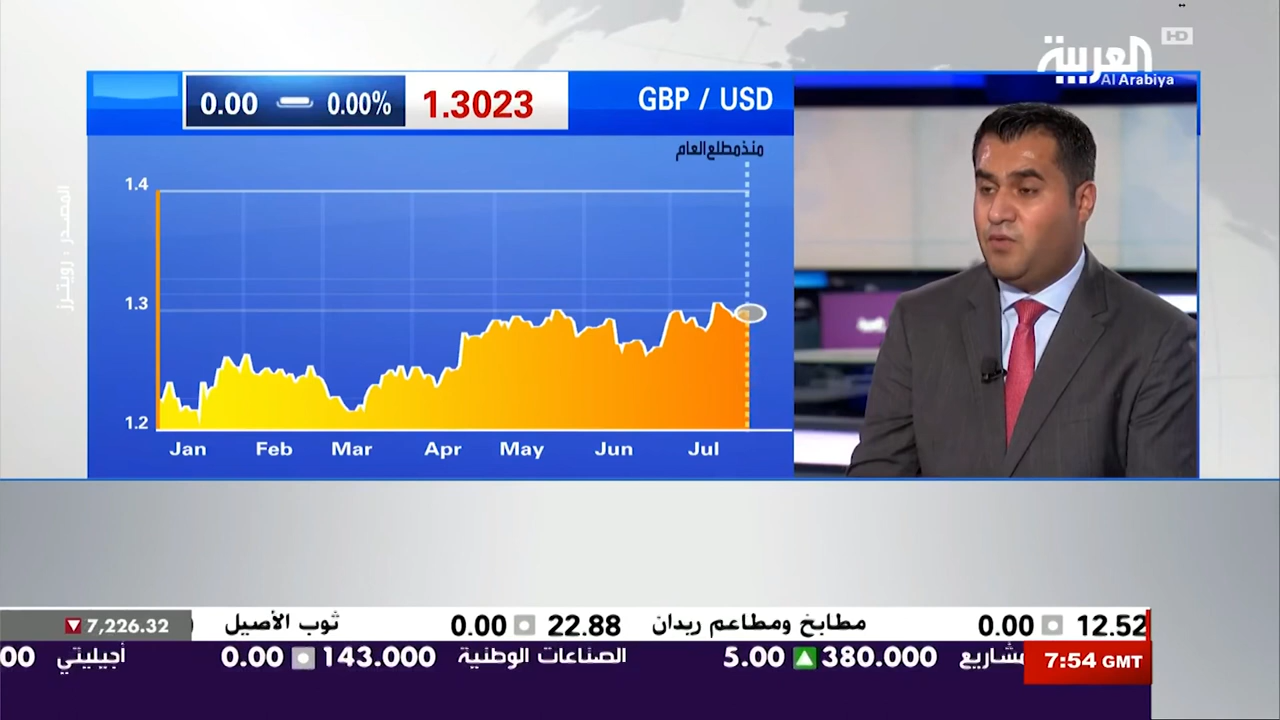 HD
العربية
Al Arabiya
0.00 0.00% 1.3023 GBP / USD
منذ مطلع العام
المصدر : رويترز
1.4
1.3
1.2
Jan Feb Mar Apr May Jun Jul
12.52 0.00 مطابخ ومطاعم ريدان 22.88 0.00 ثوب الأصيل
▼ 7,226.32
مشاريع 380.000 ▲ 5.00 الصناعات الوطنية 143.000 0.00 أجيليتي 00
7:54 GMT